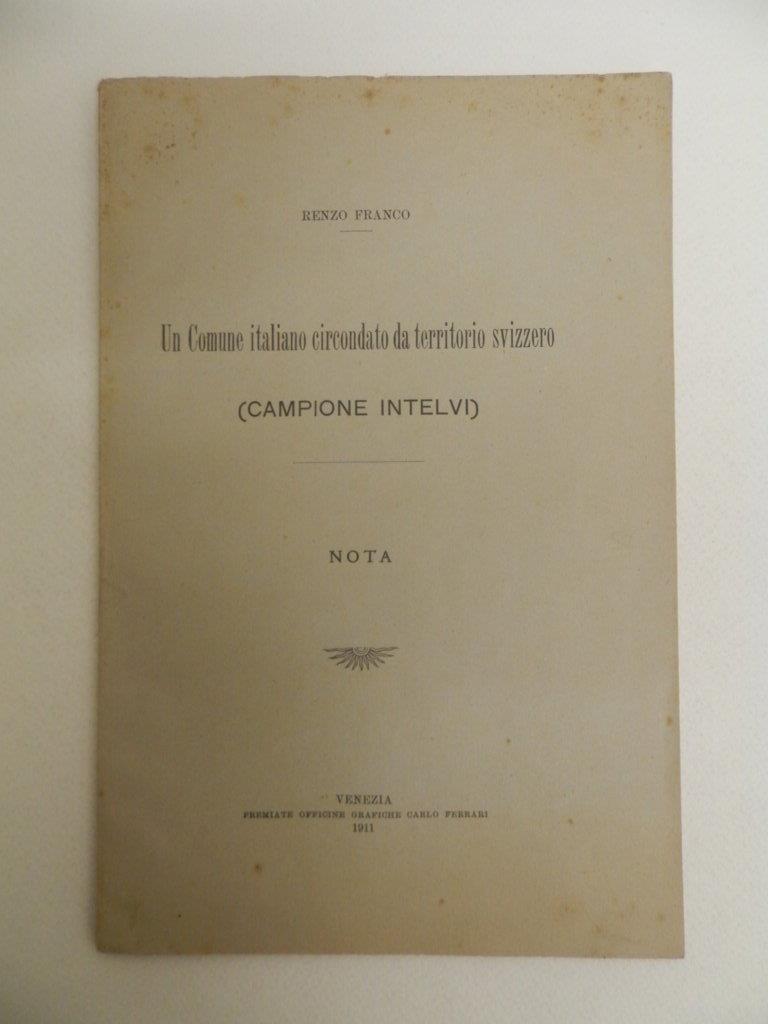 RENZO FRANCO
Un Comune italiano circondato da territorio svizzero
(CAMPIONE INTELVI)
NOTA
VENEZIA
PREMIATE OFFICINE GRAFICHE CARLO FERRARI
1911